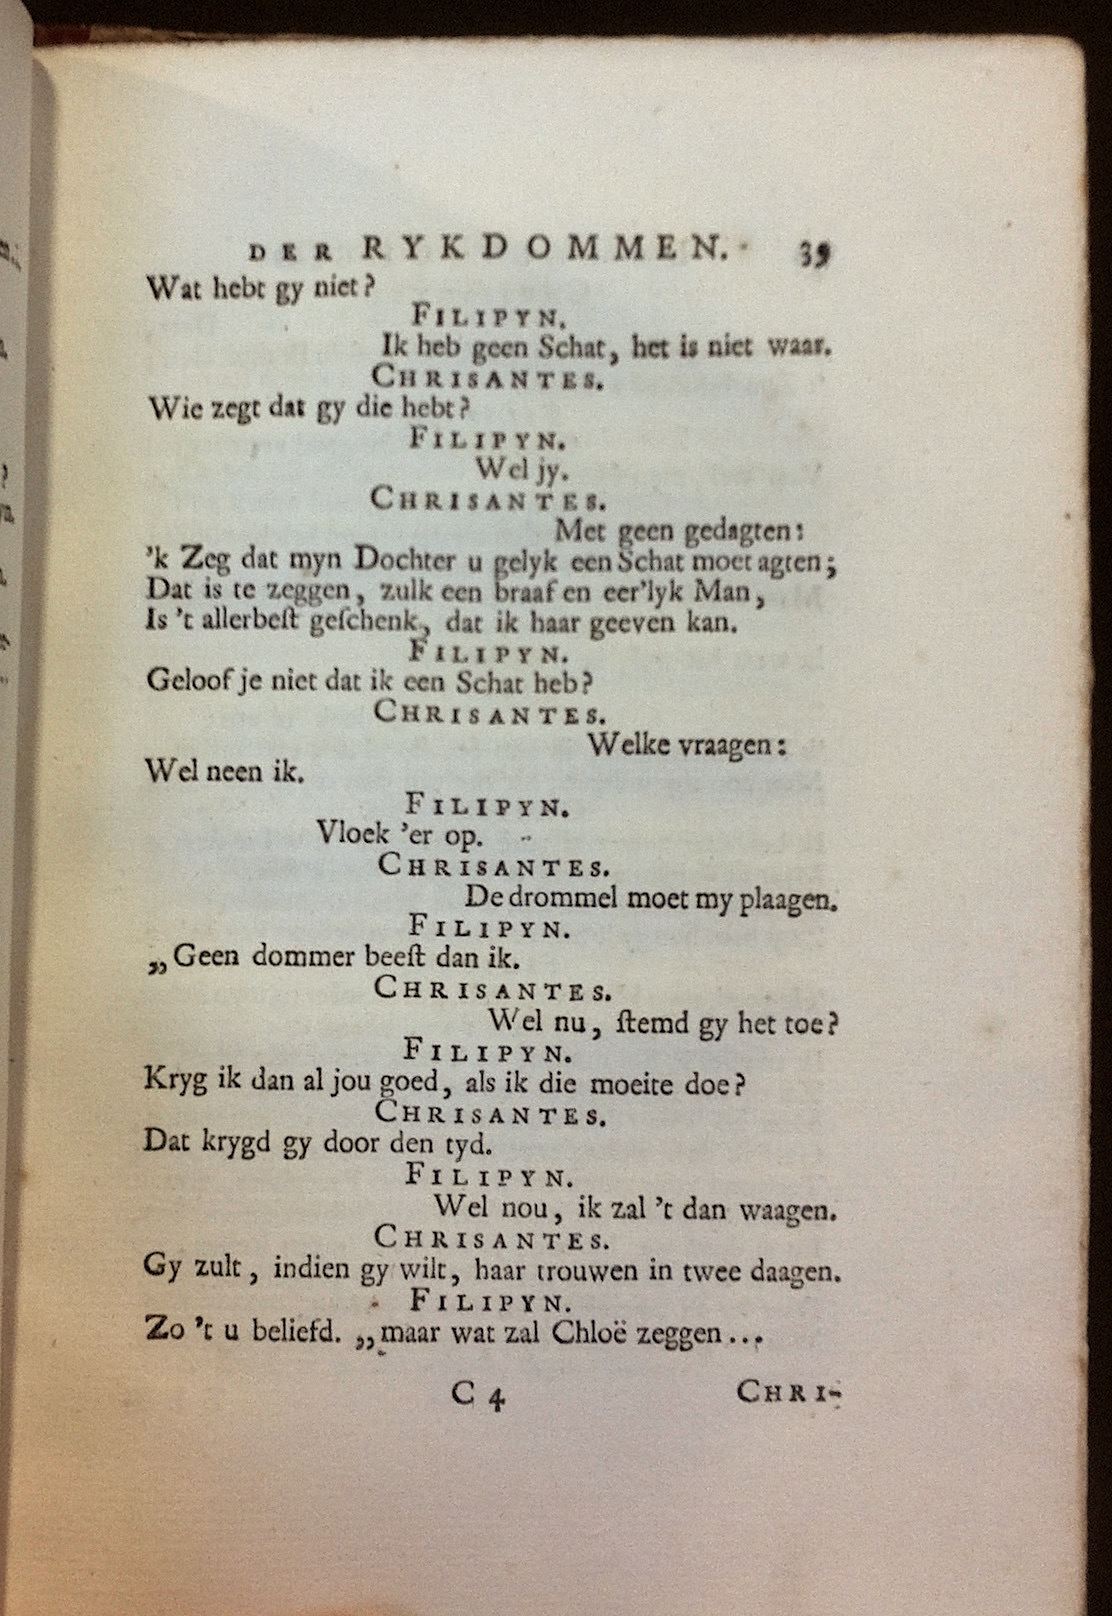 DER RYKDOMMEN. 39
Wat hebt gy niet?
FILIPYN.
Ik heb geen Schat, het is niet waar.
CHRISANTES.
Wie zegt dat gy die hebt?
FILIPYN.
Wel jy.
CHRISANTES.
Met geen gedagten:
'k Zeg dat myn Dochter u gelyk een Schat moet agten;
Dat is te zeggen, zulk een braaf en eer'lyk Man,
Is 't allerbeſt geſchenk, dat ik haar geeven kan.
FILIPYN.
Geloof je niet dat ik een Schat heb?
CHRISANTES.
Welke vraagen:
Wel neen ik.
FILIPYN.
Vloek 'er op.
CHRISANTES.
De drommel moet my plaagen.
FILIPYN.
„Geen dommer beeſt dan ik.
CHRISANTES.
Wel nu, ſtemd gy het toe?
FILIPYN.
Kryg ik dan al jou goed, als ik die moeite doe?
CHRISANTES.
Dat krygd gy door den tyd.
FILIPYN.
Wel nou, ik zal 't dan waagen.
CHRISANTES.
Gy zult, indien gy wilt, haar trouwen in twee daagen.
FILIPYN.
Zo 't u beliefd. „maar wat zal Chloë zeggen...
C 4 CHRI-